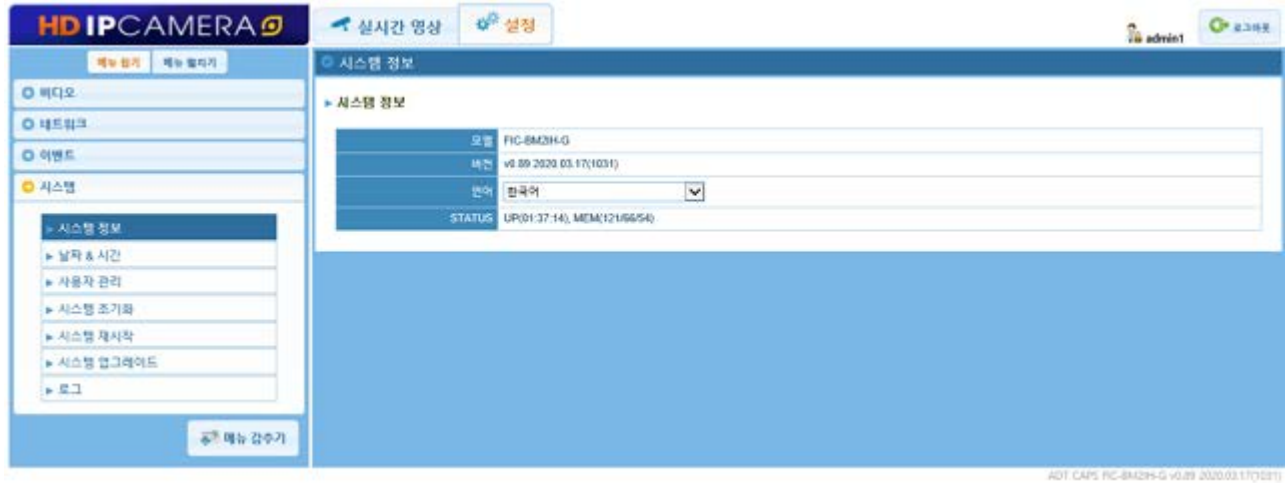 HD IPCAMERA
실시간 영상
설정
admin1
로그아웃
메뉴 접기
메뉴 펼치기
비디오
네트워크
이벤트
시스템
시스템 정보
날짜 & 시간
사용자 관리
시스템 초기화
시스템 재시작
시스템 업그레이드
로그
메뉴 감추기
시스템 정보
시스템 정보
모델 FIC-BM2IH-G
버전 v0.89 2020.03.17(1031)
언어 한국어
STATUS UP(01:37:14), MEM(121/66/54)
ADT CAPS FIC-BM2IH-G v0.89 2020.03.17(1031)